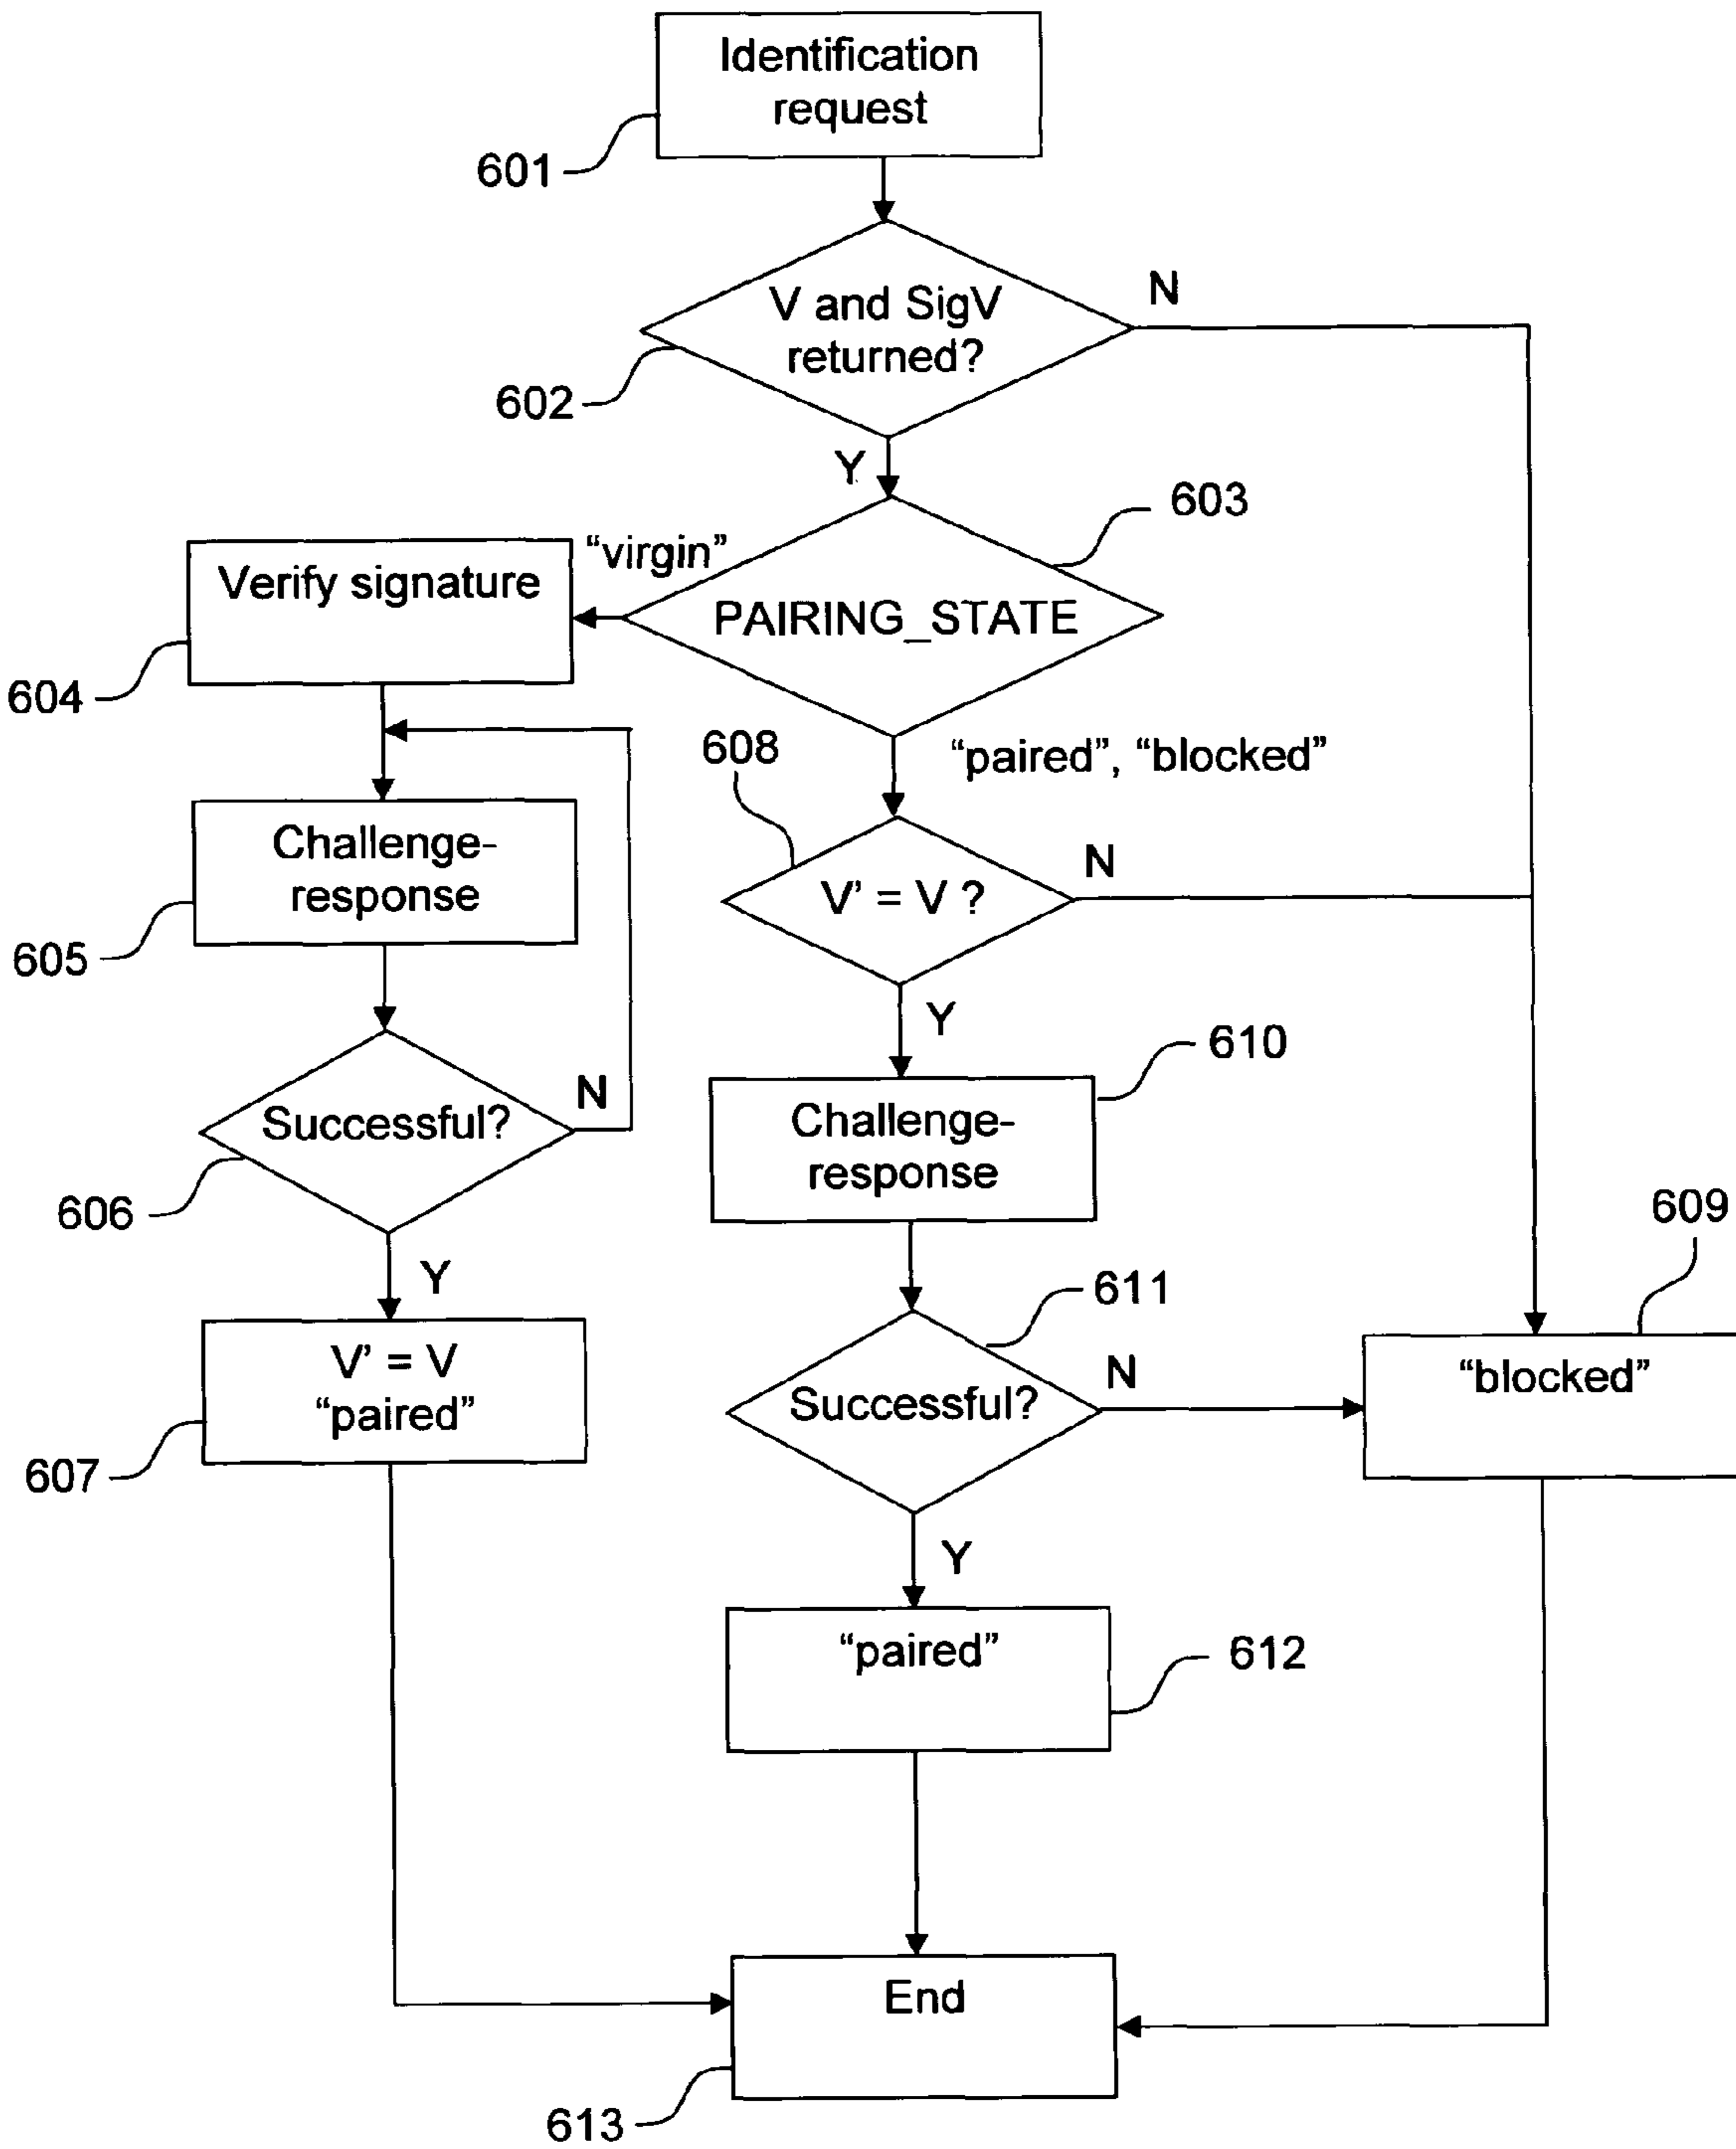 Identification
request
601
V and SigV
returned?
N
602
Y
603
"virgin"
Verify signature
PAIRING_STATE
604
608
"paired", "blocked"
Challenge-
response
605
V' = V ?
N
Y
610
Successful?
N
606
Challenge-
response
609
Y
611
V' = V
"paired"
607
Successful?
N
"blocked"
Y
"paired"
612
End
613